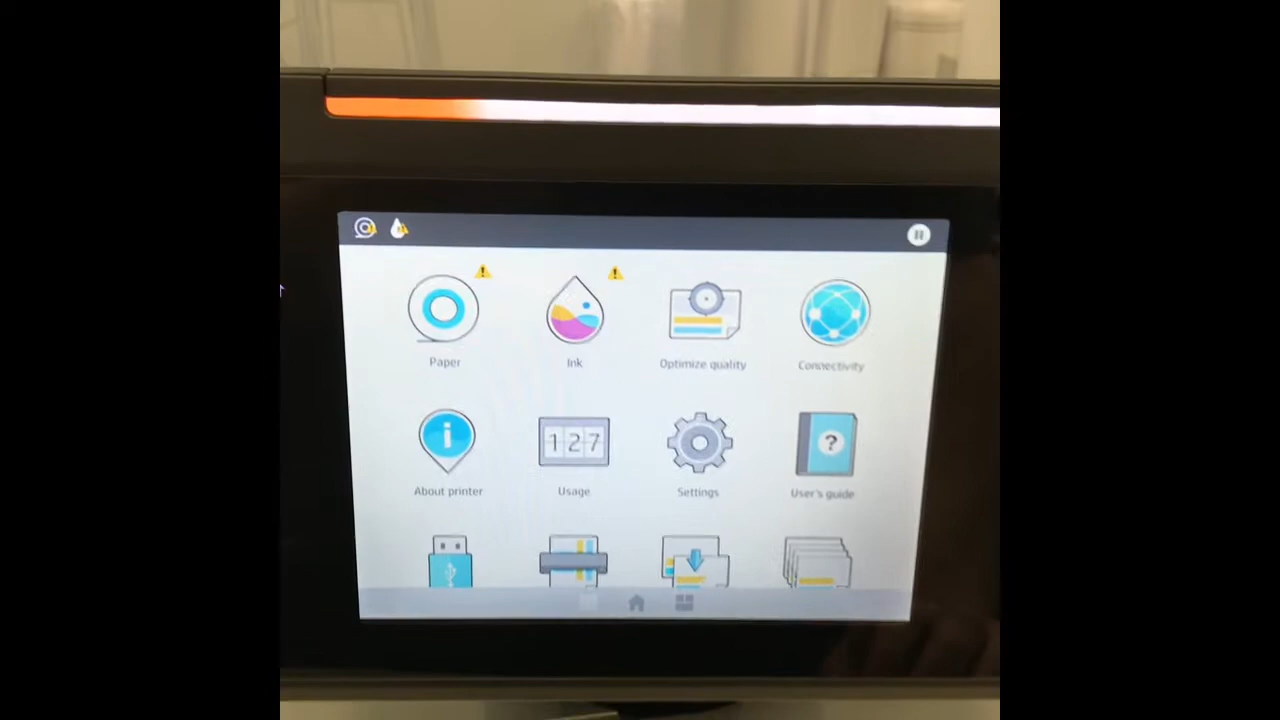 Paper
Ink
Optimize quality
Connectivity
i
127
?
About printer
Usage
Settings
User's guide